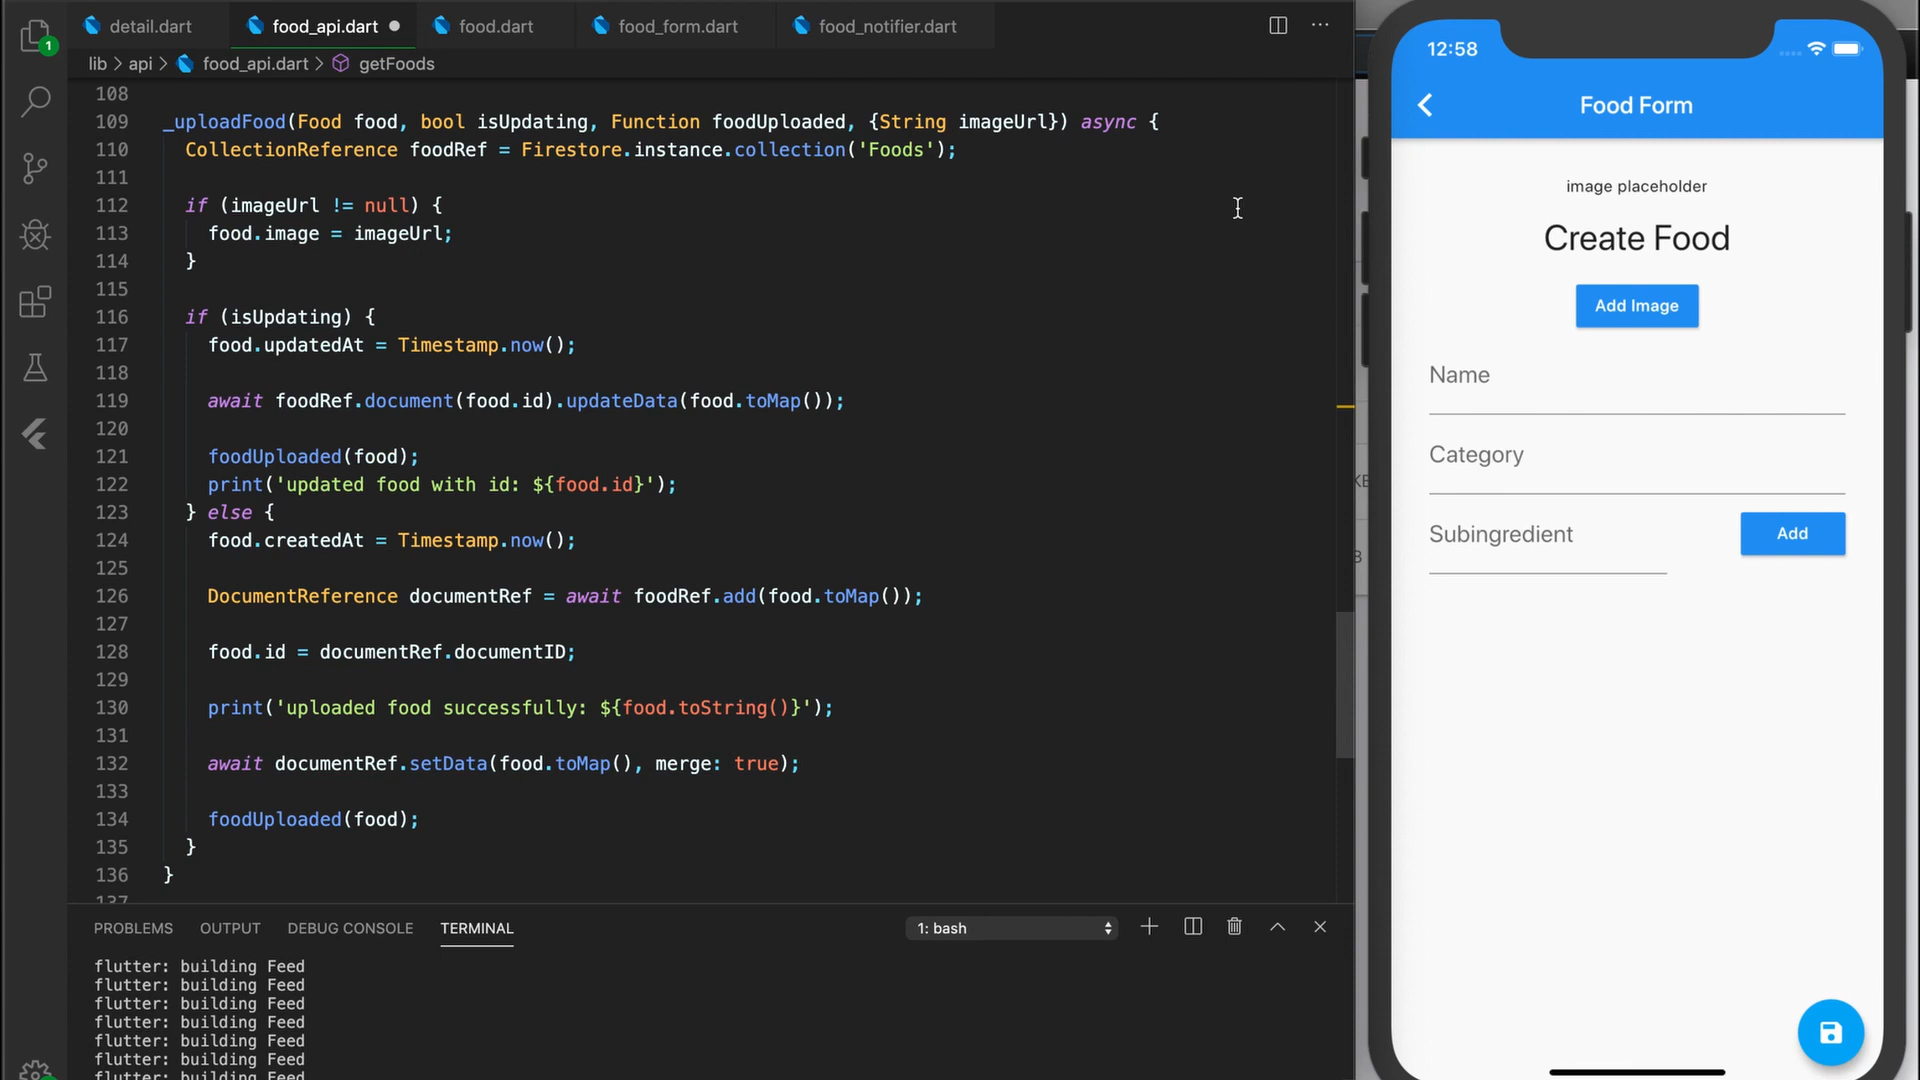 detail.dart
food_api.dart
food.dart
food_form.dart
food_notifier.dart
1
lib > api > food_api.dart > getFoods
108
109 _uploadFood(Food food, bool isUpdating, Function foodUploaded, {String imageUrl}) async {
110 CollectionReference foodRef = Firestore.instance.collection('Foods');
111
112 if (imageUrl != null) {
113 food.image = imageUrl;
114 }
115
116 if (isUpdating) {
117 food.updatedAt = Timestamp.now();
118
119 await foodRef.document(food.id).updateData(food.toMap());
120
121 foodUploaded(food);
122 print('updated food with id: ${food.id}');
123 } else {
124 food.createdAt = Timestamp.now();
125
126 DocumentReference documentRef = await foodRef.add(food.toMap());
127
128 food.id = documentRef.documentID;
129
130 print('uploaded food successfully: ${food.toString()}');
131
132 await documentRef.setData(food.toMap(), merge: true);
133
134 foodUploaded(food);
135 }
136 }
137
PROBLEMS
OUTPUT
DEBUG CONSOLE
TERMINAL
1: bash
flutter: building Feed
flutter: building Feed
flutter: building Feed
flutter: building Feed
flutter: building Feed
flutter: building Feed
flutter: building Feed
12:58
Food Form
image placeholder
Create Food
Add Image
Name
Category
Subingredient
Add